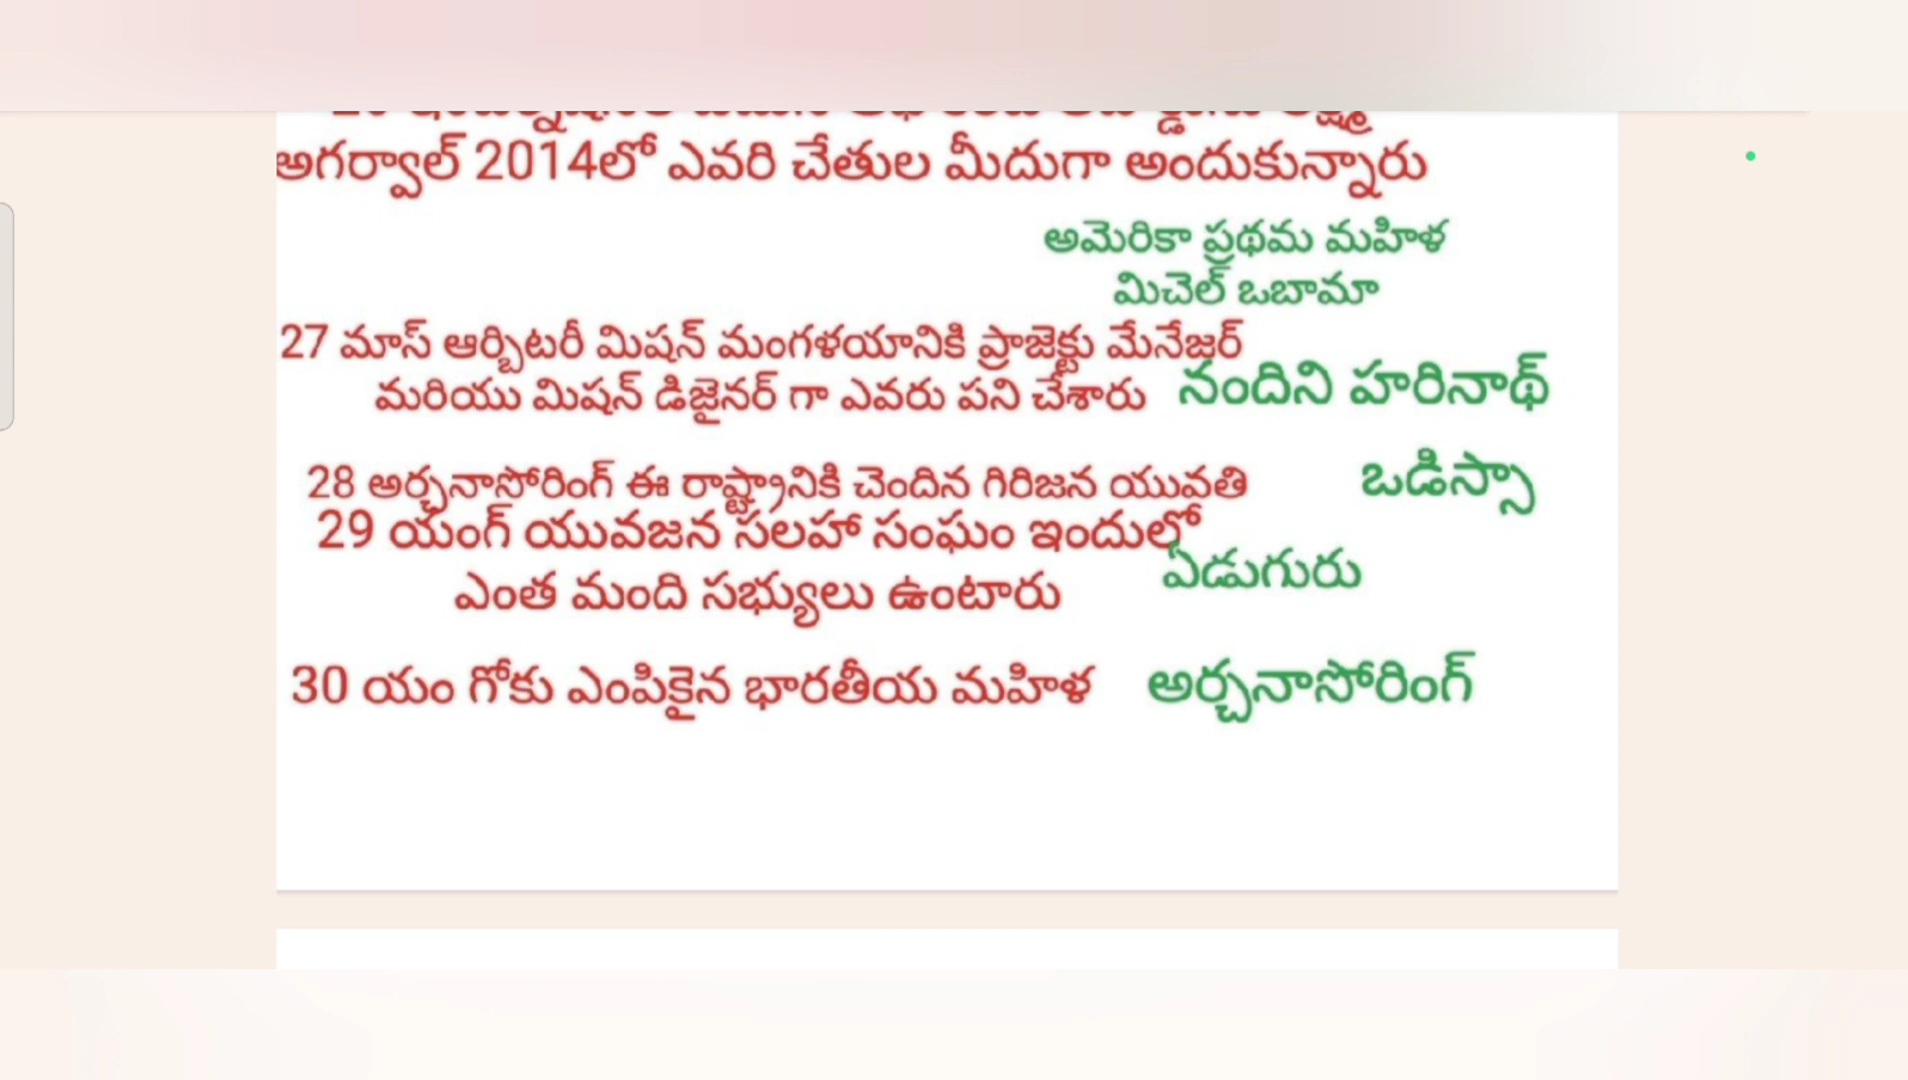 అగర్వాల్ 2014లో ఎవరి చేతుల మీదుగా అందుకున్నారు
అమెరికా ప్రథమ మహిళ
మిచెల్ ఒబామా
27 మాస్ ఆర్బిటరీ మిషన్ మంగళయానికి ప్రాజెక్టు మేనేజర్
మరియు మిషన్ డిజైనర్ గా ఎవరు పని చేశారు నందిని హరినాథ్
28 అర్చనాసోరింగ్ ఈ రాష్ట్రానికి చెందిన గిరిజన యువతి ఒడిస్సా
29 యంగ్ యువజన సలహా సంఘం ఇందులో
ఎంత మంది సభ్యులు ఉంటారు ఏడుగురు
30 యం గోకు ఎంపికైన భారతీయ మహిళ అర్చనాసోరింగ్